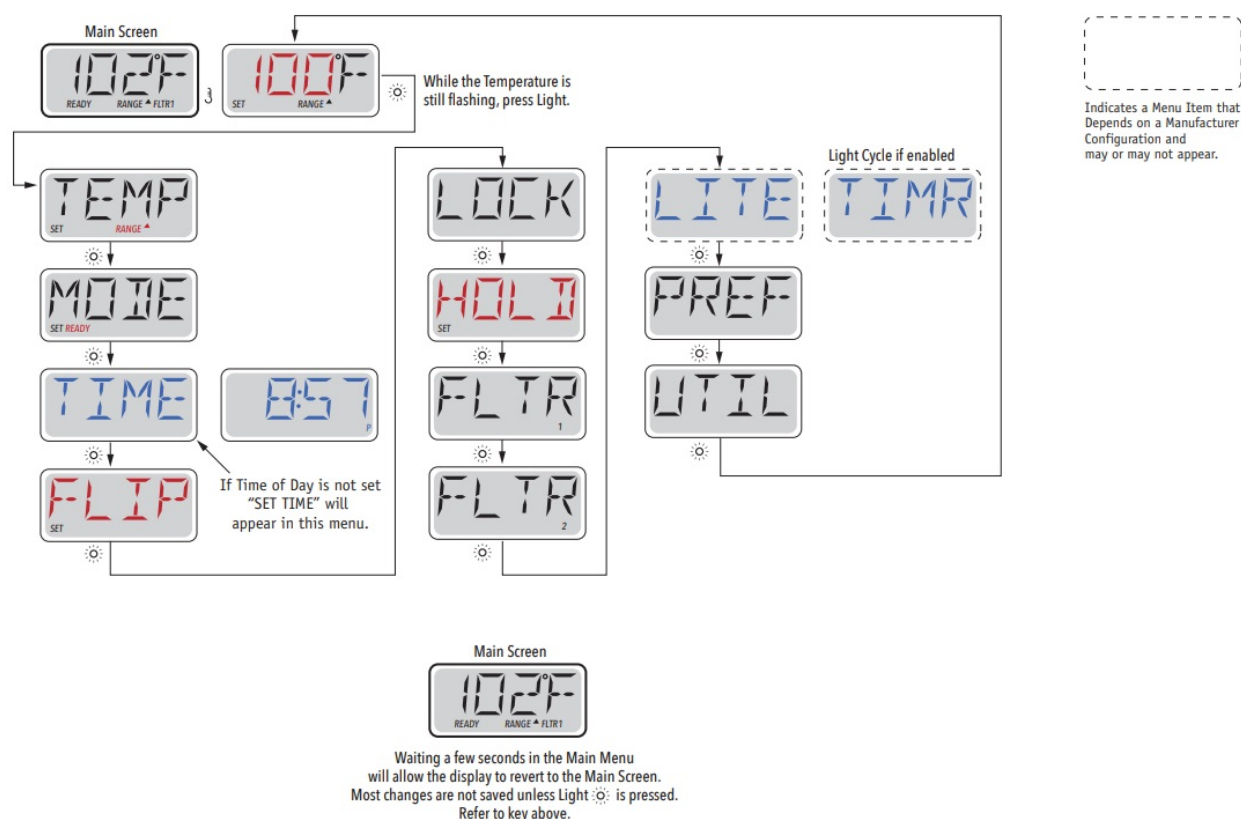 Main Screen
102°F
READY RANGE FLTR1
100°F
SET RANGE
While the Temperature is
still flashing, press Light.
Indicates a Menu Item that
Depends on a Manufacturer
Configuration and
may or may not appear.
TEMP
SET RANGE
MODE
SET READY
TIME
8:57
P
If Time of Day is not set
“SET TIME” will
appear in this menu.
FLIP
SET
LOCK
HOLD
SET
FLTR
1
FLTR
2
Light Cycle if enabled
LITE
TIMR
PREF
UTIL
Main Screen
102°F
READY RANGE FLTR1
Waiting a few seconds in the Main Menu
will allow the display to revert to the Main Screen.
Most changes are not saved unless Light is pressed.
Refer to key above.